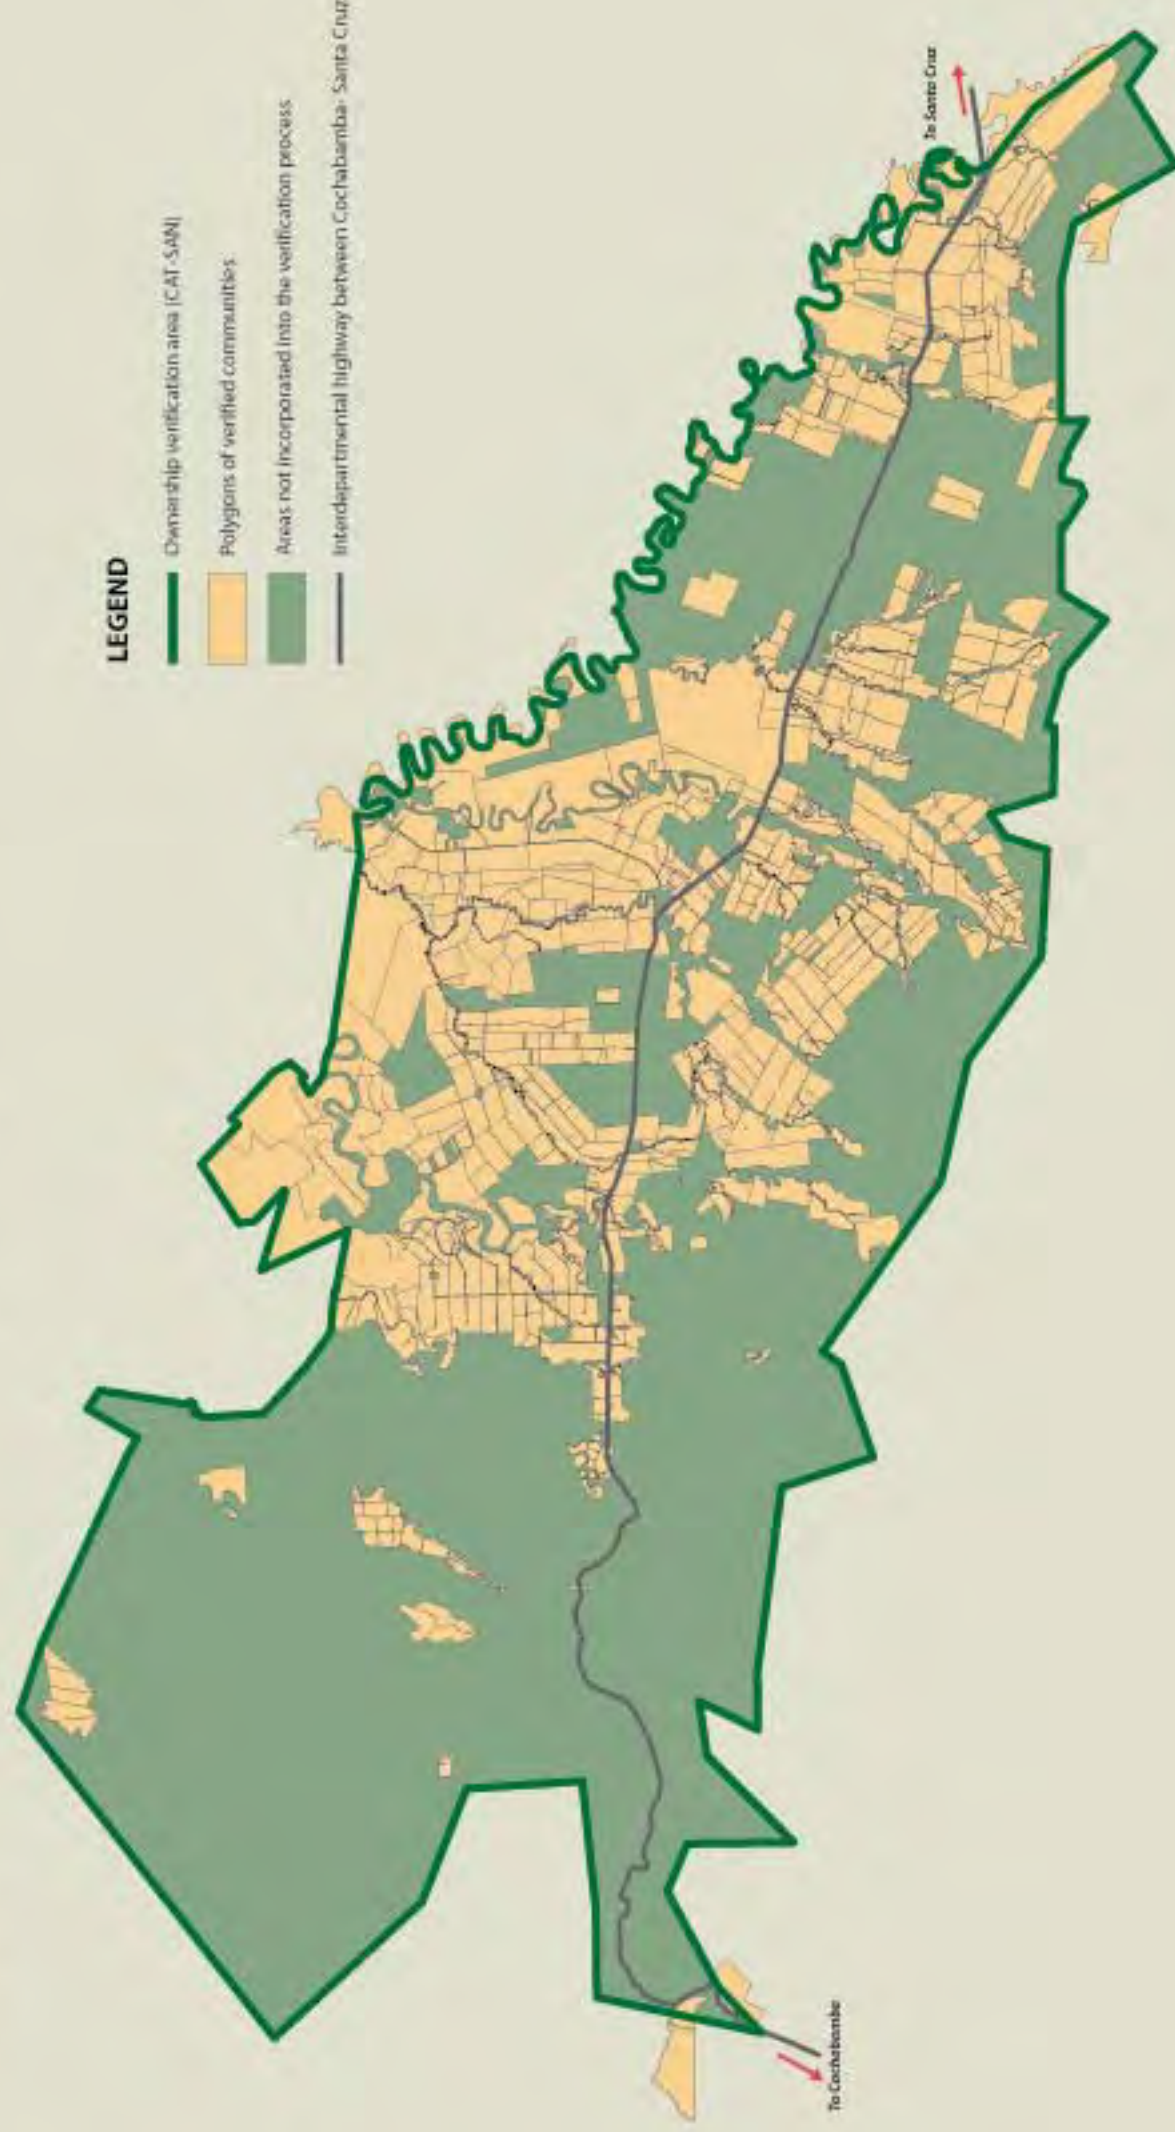 LEGEND
Ownership verification area (CAT-SAN)
Polygons of verified communities
Areas not incorporated into the verification process
Interdepartmental highway between Cochabamba- Santa Cruz
To Santa Cruz
To Cochabamba